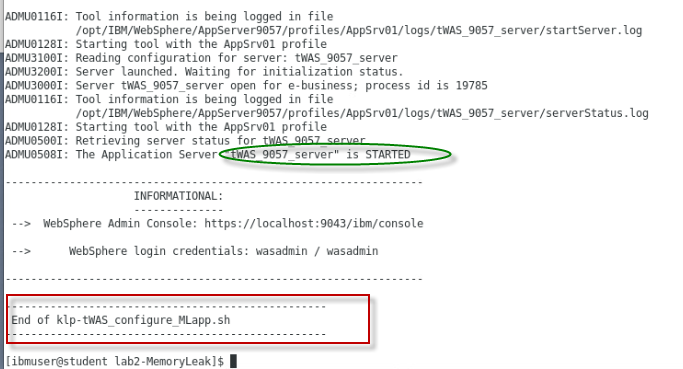 ADMU0116I: Tool information is being logged in file
/opt/IBM/WebSphere/AppServer9057/profiles/AppSrv01/logs/tWAS_9057_server/startServer.log
ADMU0128I: Starting tool with the AppSrv01 profile
ADMU3100I: Reading configuration for server: tWAS_9057_server
ADMU3200I: Server launched. Waiting for initialization status.
ADMU3000I: Server tWAS_9057_server open for e-business; process id is 19785
ADMU0116I: Tool information is being logged in file
/opt/IBM/WebSphere/AppServer9057/profiles/AppSrv01/logs/tWAS_9057_server/serverStatus.log
ADMU0128I: Starting tool with the AppSrv01 profile
ADMU0500I: Retrieving server status for tWAS_9057_server
ADMU0508I: The Application Server "tWAS_9057_server" is STARTED
-----------------------------------------------------------------
INFORMATIONAL:
--------------
--> WebSphere Admin Console: https://localhost:9043/ibm/console
--> WebSphere login credentials: wasadmin / wasadmin
-----------------------------------------------------------------
--------------------------------------------------
End of klp-tWAS_configure_MLapp.sh
--------------------------------------------------
[ibmuser@student lab2-MemoryLeak]$